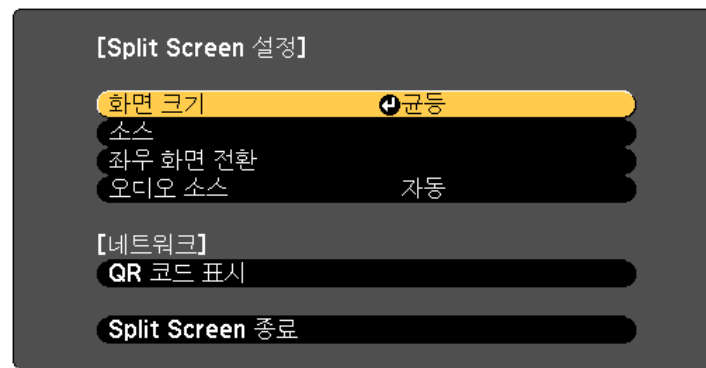 [Split Screen 설정]
화면 크기 균등
소스
좌우 화면 전환
오디오 소스 자동
[네트워크]
QR 코드 표시
Split Screen 종료